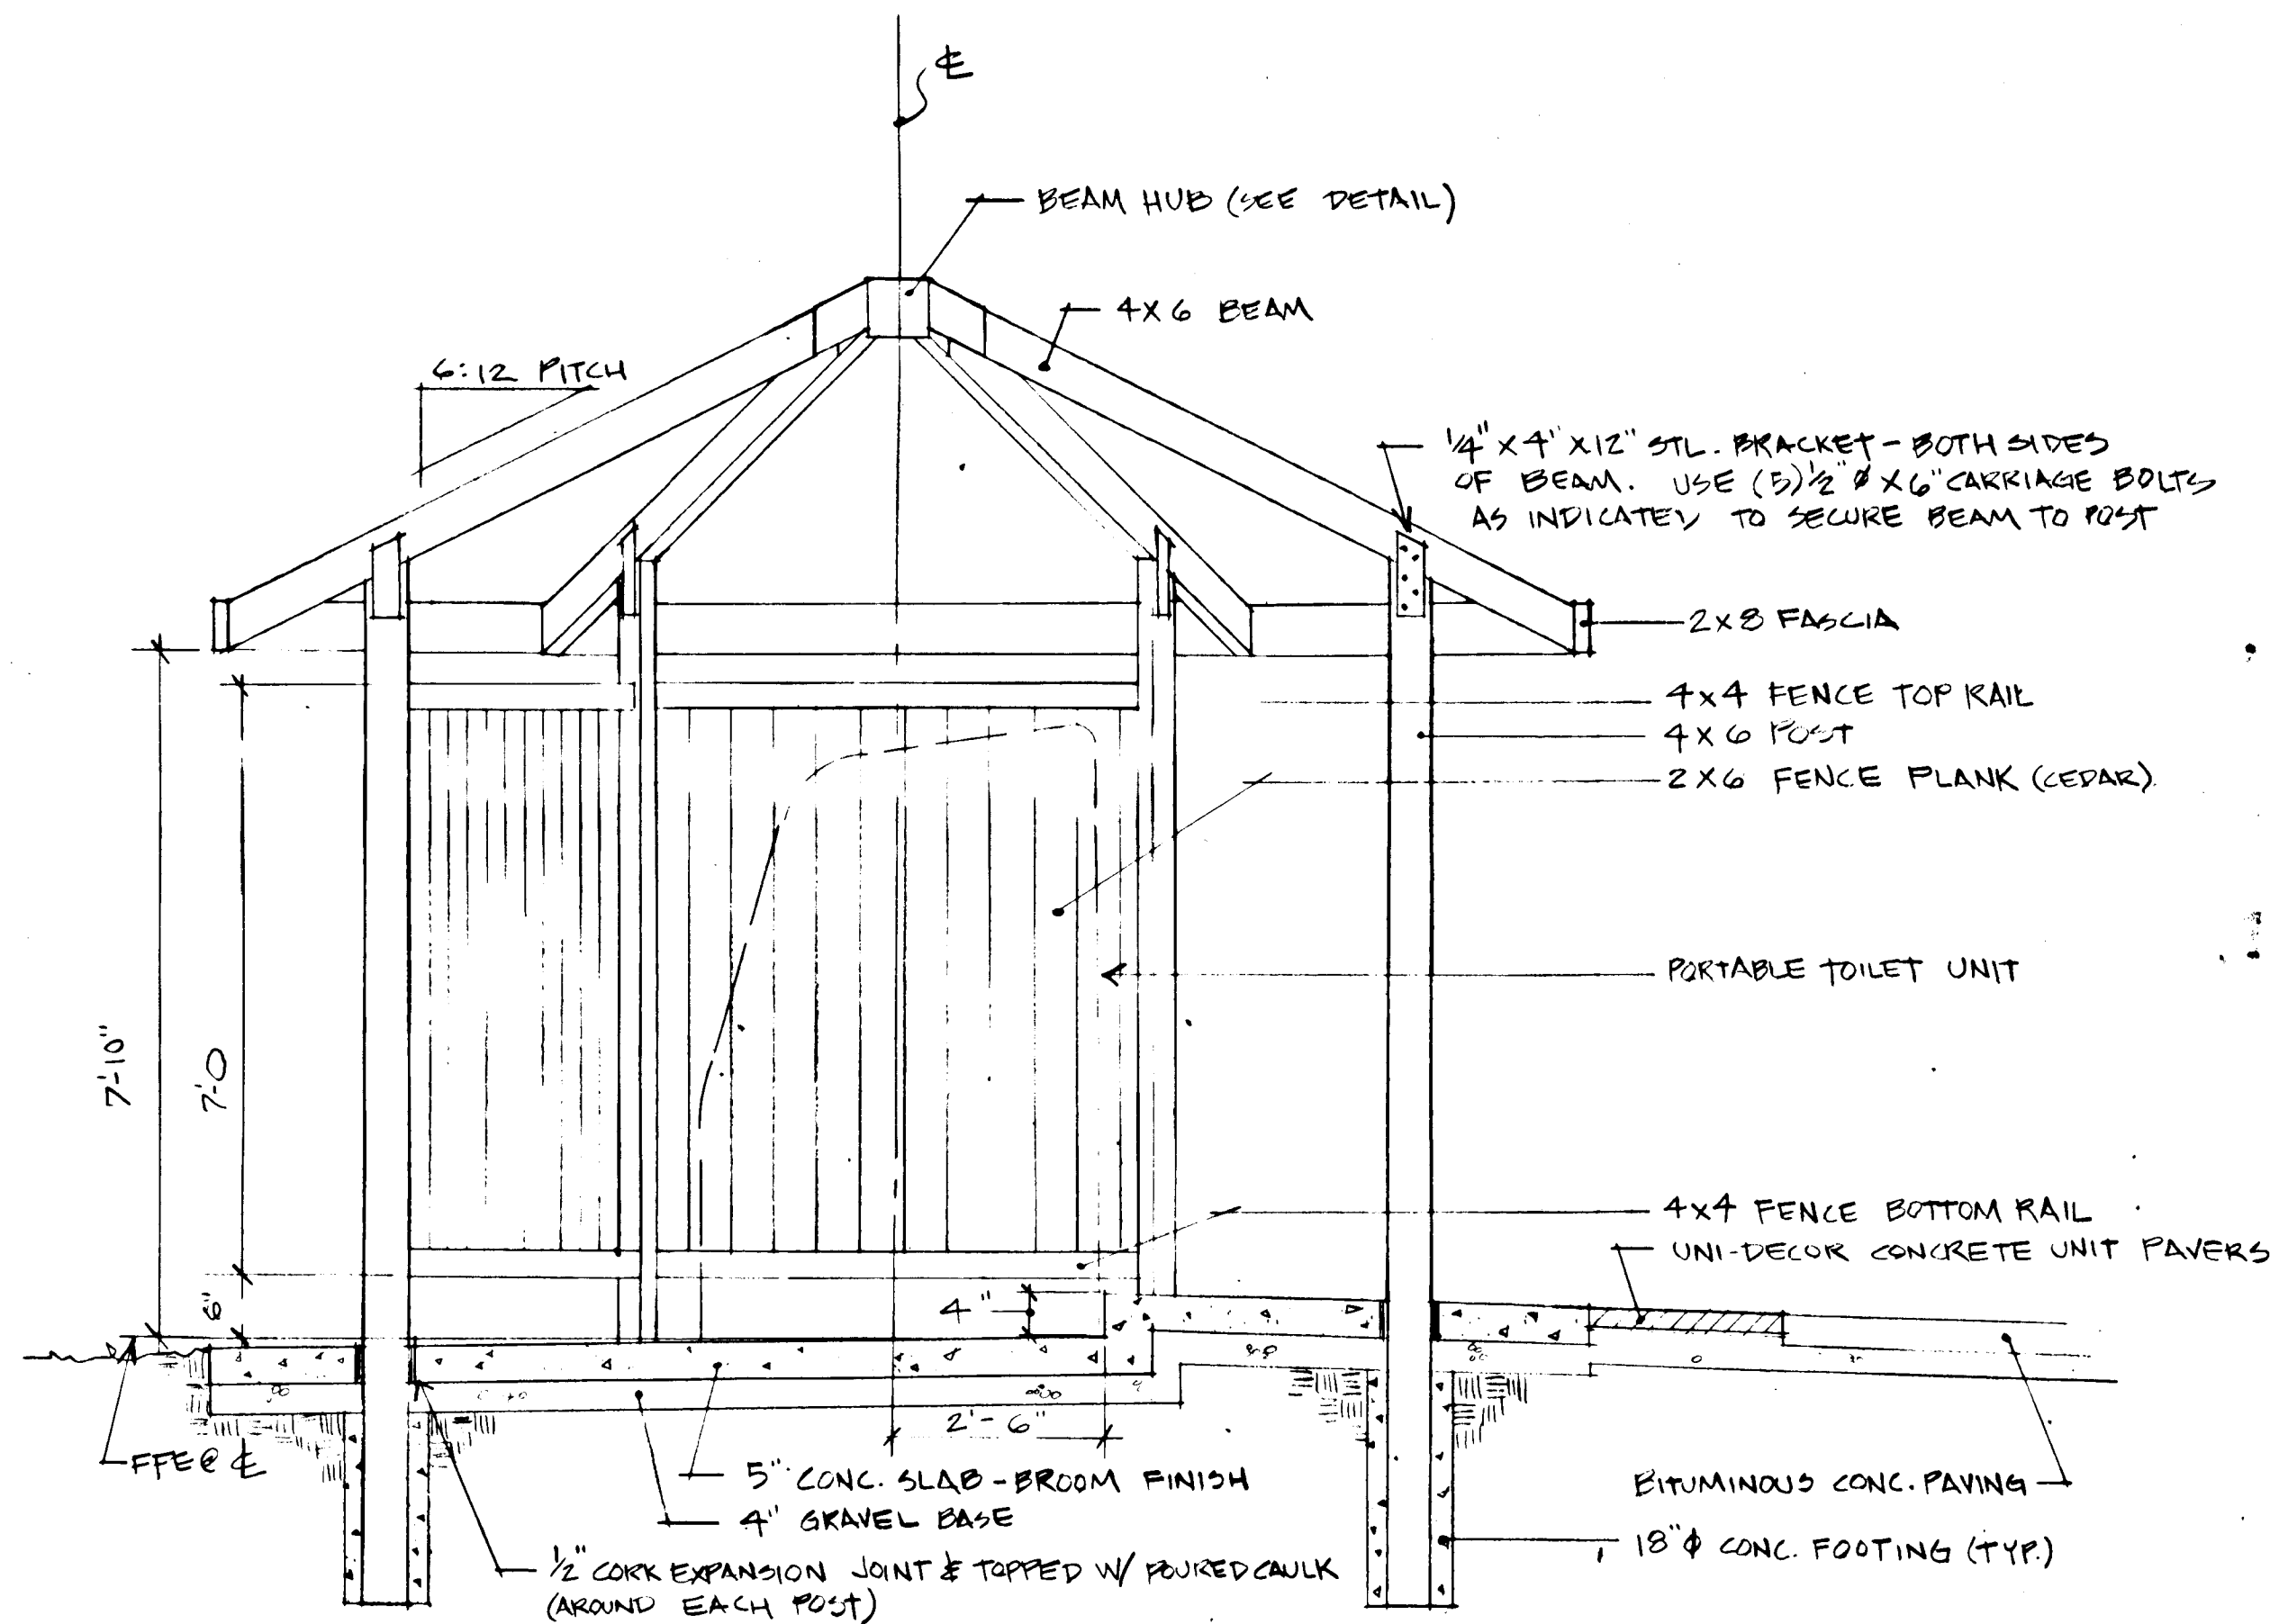 ℄
BEAM HUB (SEE DETAIL)
4X6 BEAM
6:12 PITCH
1/4" X 4" X 12" STL. BRACKET - BOTH SIDES
OF BEAM. USE (5) 1/2" ϕ X 6" CARRIAGE BOLTS
AS INDICATED TO SECURE BEAM TO POST
2X8 FASCIA
4x4 FENCE TOP RAIL
4X6 POST
2X6 FENCE PLANK (CEDAR)
PORTABLE TOILET UNIT
7'-10"
7'-0
4x4 FENCE BOTTOM RAIL
UNI-DECOR CONCRETE UNIT PAVERS
6"
4"
2'-6"
FFE @ ℄
5" CONC. SLAB - BROOM FINISH
4" GRAVEL BASE
1/2" CORK EXPANSION JOINT & TOPPED W/ POURED CAULK
(AROUND EACH POST)
BITUMINOUS CONC. PAVING
18" ϕ CONC. FOOTING (TYP.)